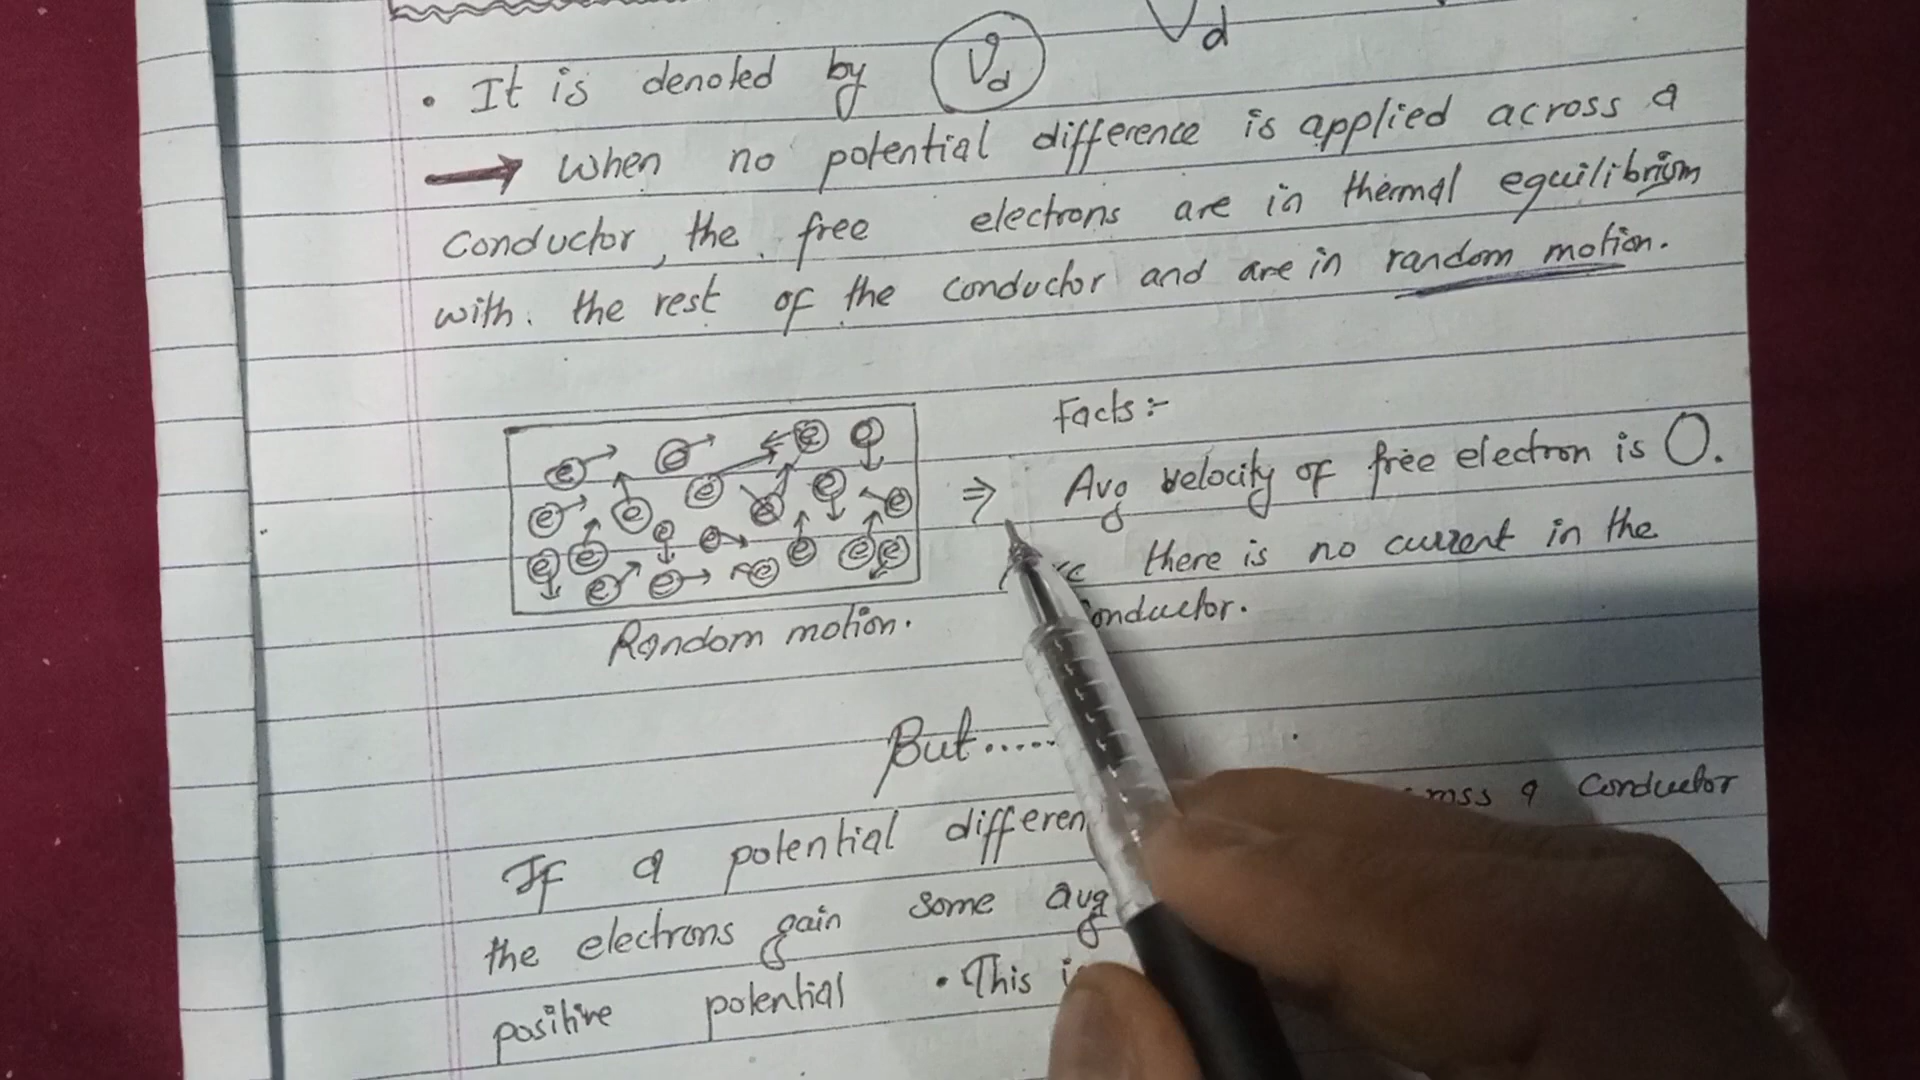 Vd
• It is denoted by Vd
→ When no potential difference is applied across a
conductor, the free electrons are in thermal equilibrium
with the rest of the conductor and are in random motion.
Facts :-
⇒ Avg velocity of free electron is 0.
there is no current in the
conductor.
e e e e
e e e e e e
e e e e e e e
e e e
Random motion.
But.....
If a potential differen a conductor
the electrons gain some avg
positive potential • This